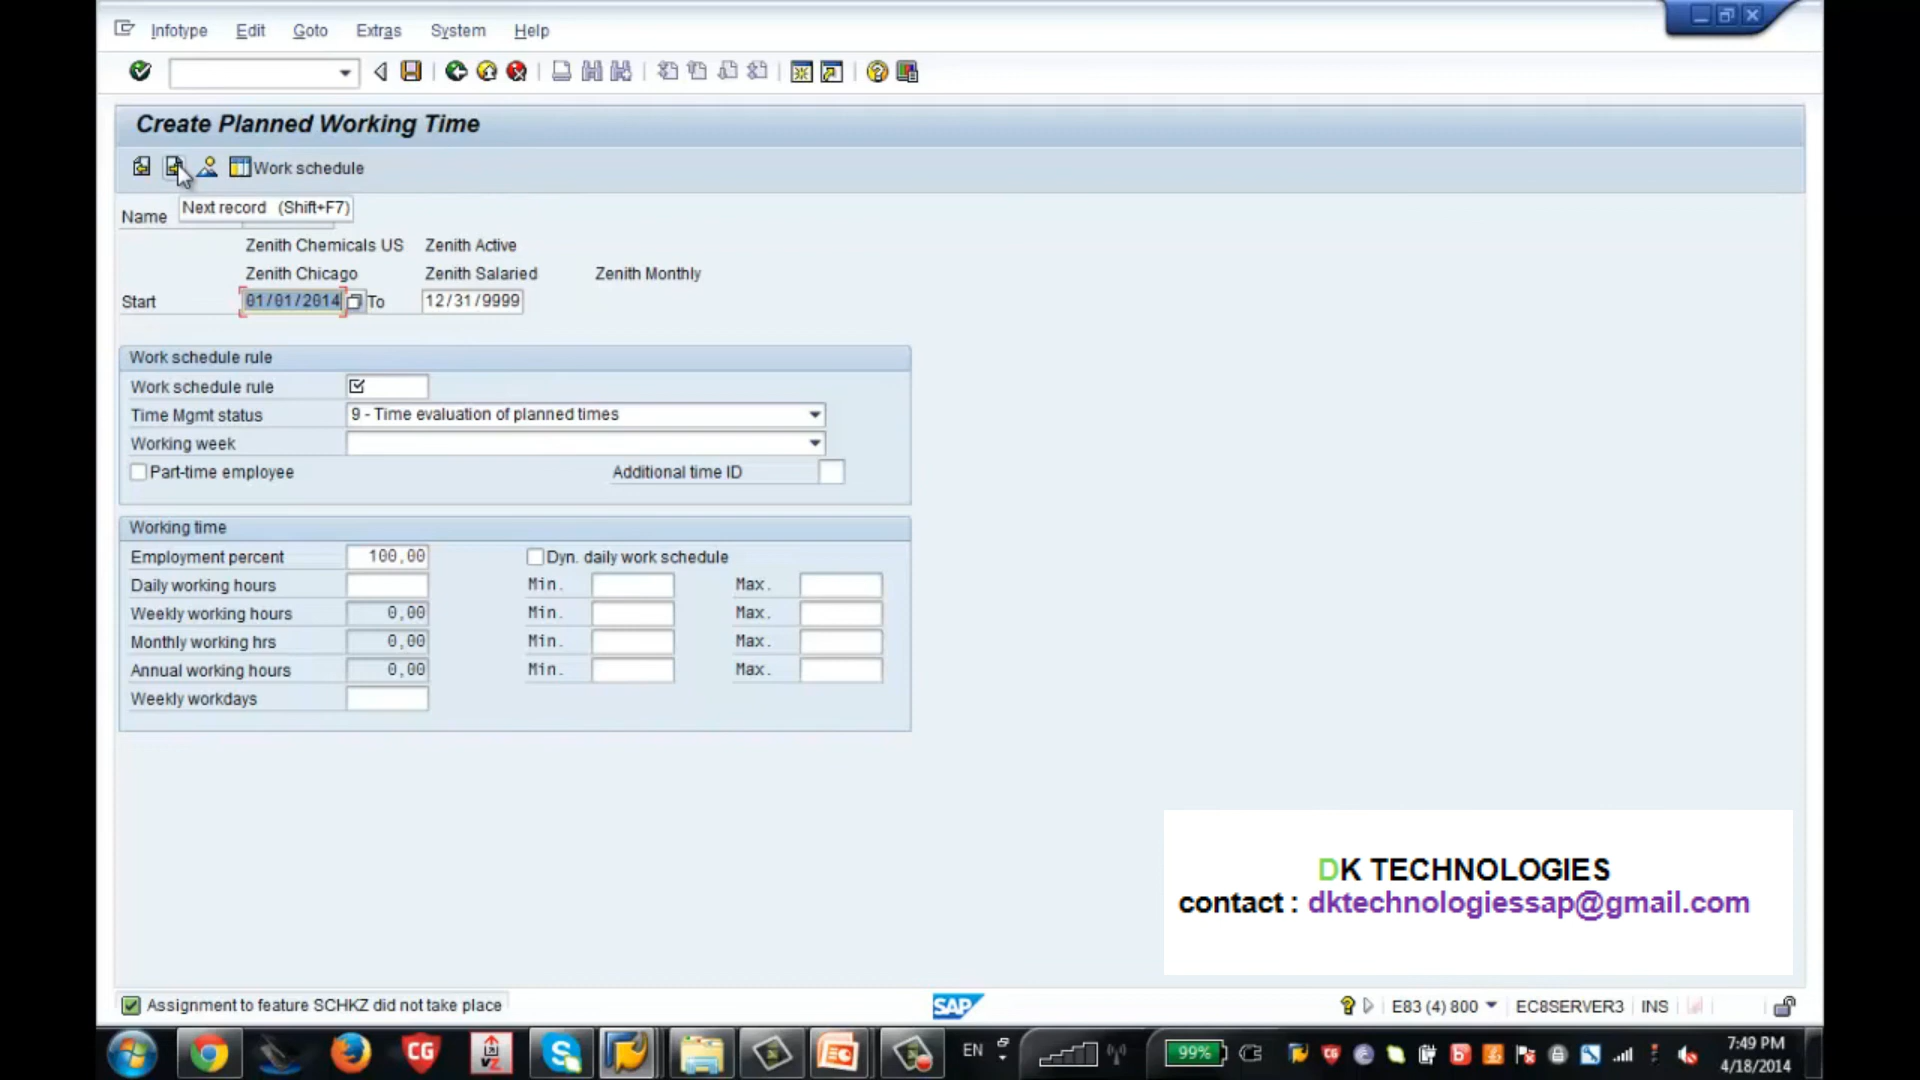 Infotype Edit Goto Extras System Help
Create Planned Working Time
Work schedule
Name
Next record (Shift+F7)
Zenith Chemicals US Zenith Active
Zenith Chicago Zenith Salaried Zenith Monthly
Start 01/01/2014 To 12/31/9999
Work schedule rule
Work schedule rule
Time Mgmt status 9 - Time evaluation of planned times
Working week
Part-time employee Additional time ID
Working time
Employment percent 100,00 Dyn. daily work schedule
Daily working hours Min. Max.
Weekly working hours 0,00 Min. Max.
Monthly working hrs 0,00 Min. Max.
Annual working hours 0,00 Min. Max.
Weekly workdays
DK TECHNOLOGIES
contact : dktechnologiessap@gmail.com
Assignment to feature SCHKZ did not take place SAP E83 (4) 800 EC8SERVER3 INS
CG VZ EN 99% CG 7:49 PM
4/18/2014